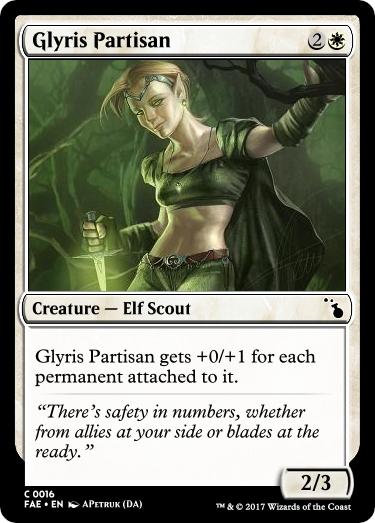 Glyris Partisan 2
Creature — Elf Scout
Glyris Partisan gets +0/+1 for each
permanent attached to it.
“There’s safety in numbers, whether
from allies at your side or blades at the
ready.”
2/3
C 0016
FAE • EN APETRUK (DA)
™ & © 2017 Wizards of the Coast